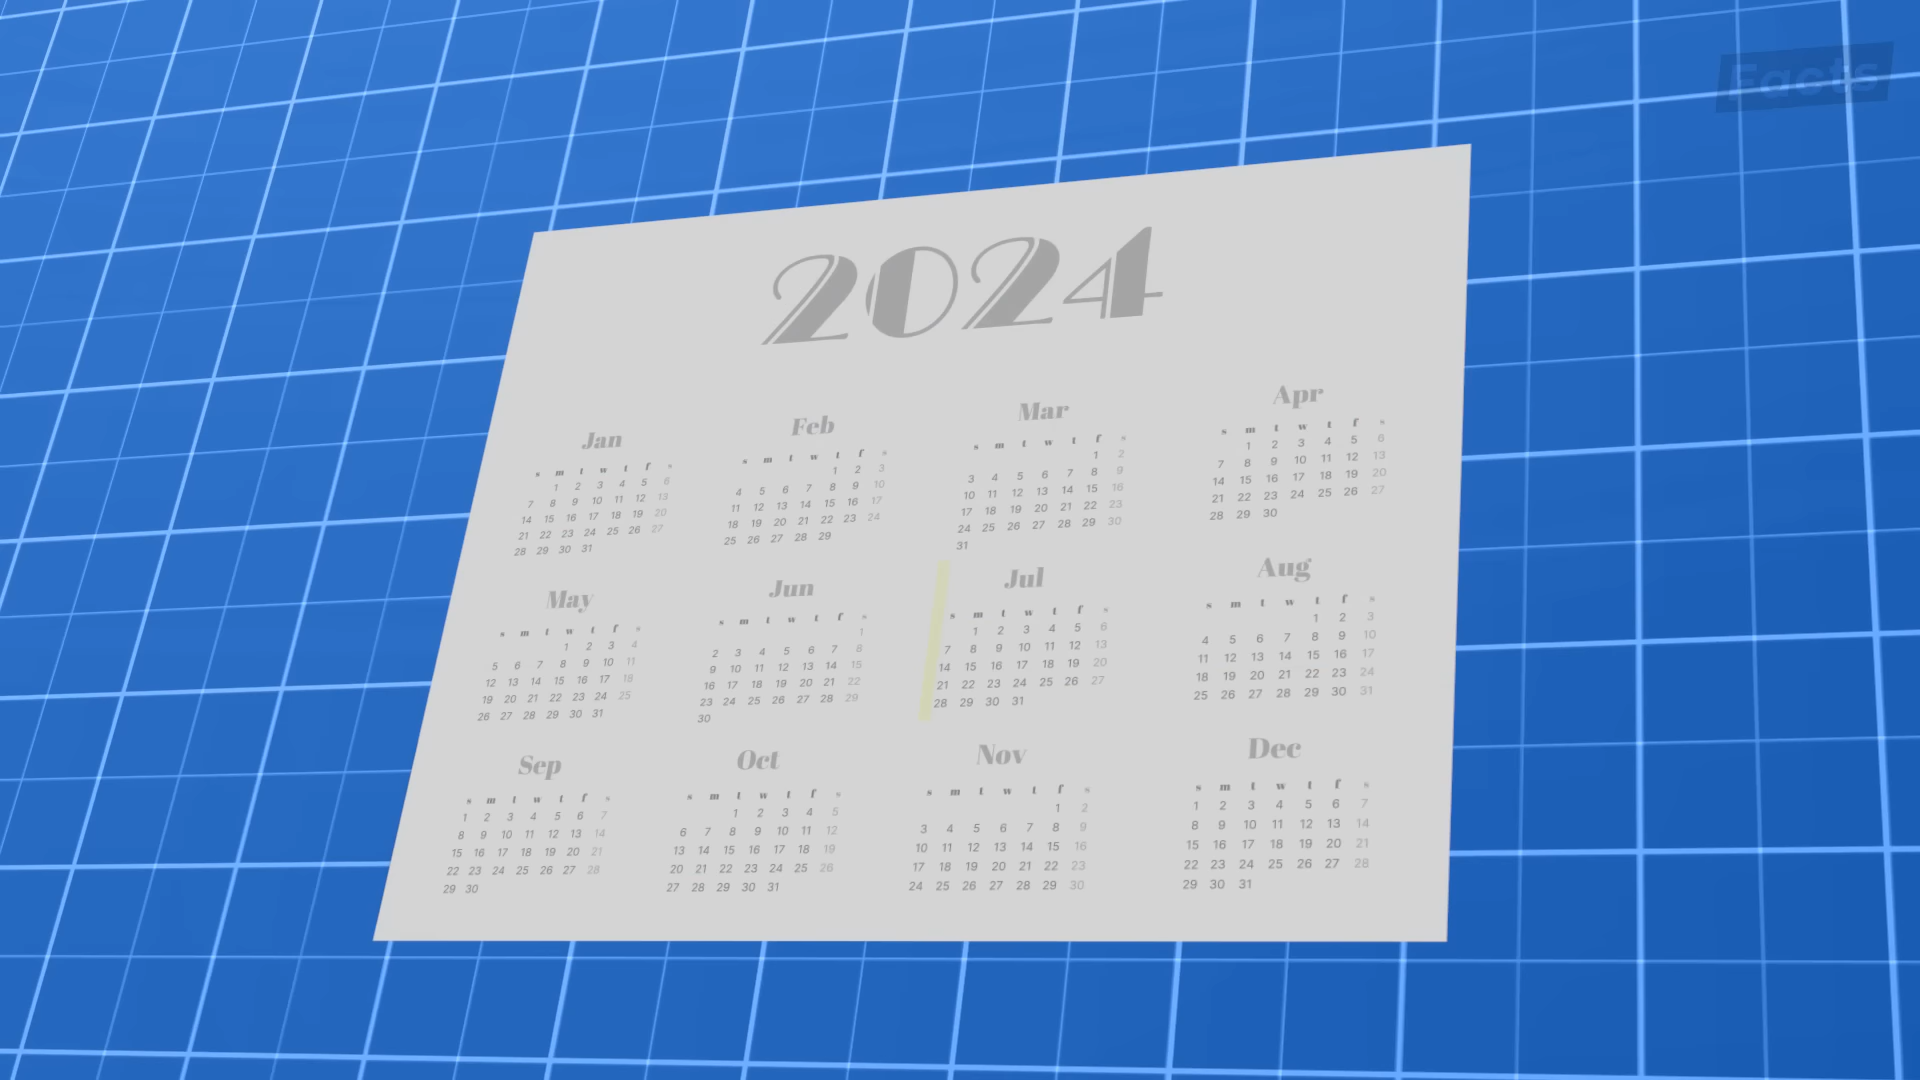 Facts
2024
Jan
s m t w t f s
1 2 3 4 5 6
7 8 9 10 11 12 13
14 15 16 17 18 19 20
21 22 23 24 25 26 27
28 29 30 31
Feb
s m t w t f s
1 2 3
4 5 6 7 8 9 10
11 12 13 14 15 16 17
18 19 20 21 22 23 24
25 26 27 28 29
Mar
s m t w t f s
1 2
3 4 5 6 7 8 9
10 11 12 13 14 15 16
17 18 19 20 21 22 23
24 25 26 27 28 29 30
31
Apr
s m t w t f s
1 2 3 4 5 6
7 8 9 10 11 12 13
14 15 16 17 18 19 20
21 22 23 24 25 26 27
28 29 30
May
s m t w t f s
1 2 3 4
5 6 7 8 9 10 11
12 13 14 15 16 17 18
19 20 21 22 23 24 25
26 27 28 29 30 31
Jun
s m t w t f s
1
2 3 4 5 6 7 8
9 10 11 12 13 14 15
16 17 18 19 20 21 22
23 24 25 26 27 28 29
30
Jul
s m t w t f s
1 2 3 4 5 6
7 8 9 10 11 12 13
14 15 16 17 18 19 20
21 22 23 24 25 26 27
28 29 30 31
Aug
s m t w t f s
1 2 3
4 5 6 7 8 9 10
11 12 13 14 15 16 17
18 19 20 21 22 23 24
25 26 27 28 29 30 31
Sep
s m t w t f s
1 2 3 4 5 6 7
8 9 10 11 12 13 14
15 16 17 18 19 20 21
22 23 24 25 26 27 28
29 30
Oct
s m t w t f s
1 2 3 4 5
6 7 8 9 10 11 12
13 14 15 16 17 18 19
20 21 22 23 24 25 26
27 28 29 30 31
Nov
s m t w t f s
1 2
3 4 5 6 7 8 9
10 11 12 13 14 15 16
17 18 19 20 21 22 23
24 25 26 27 28 29 30
Dec
s m t w t f s
1 2 3 4 5 6 7
8 9 10 11 12 13 14
15 16 17 18 19 20 21
22 23 24 25 26 27 28
29 30 31